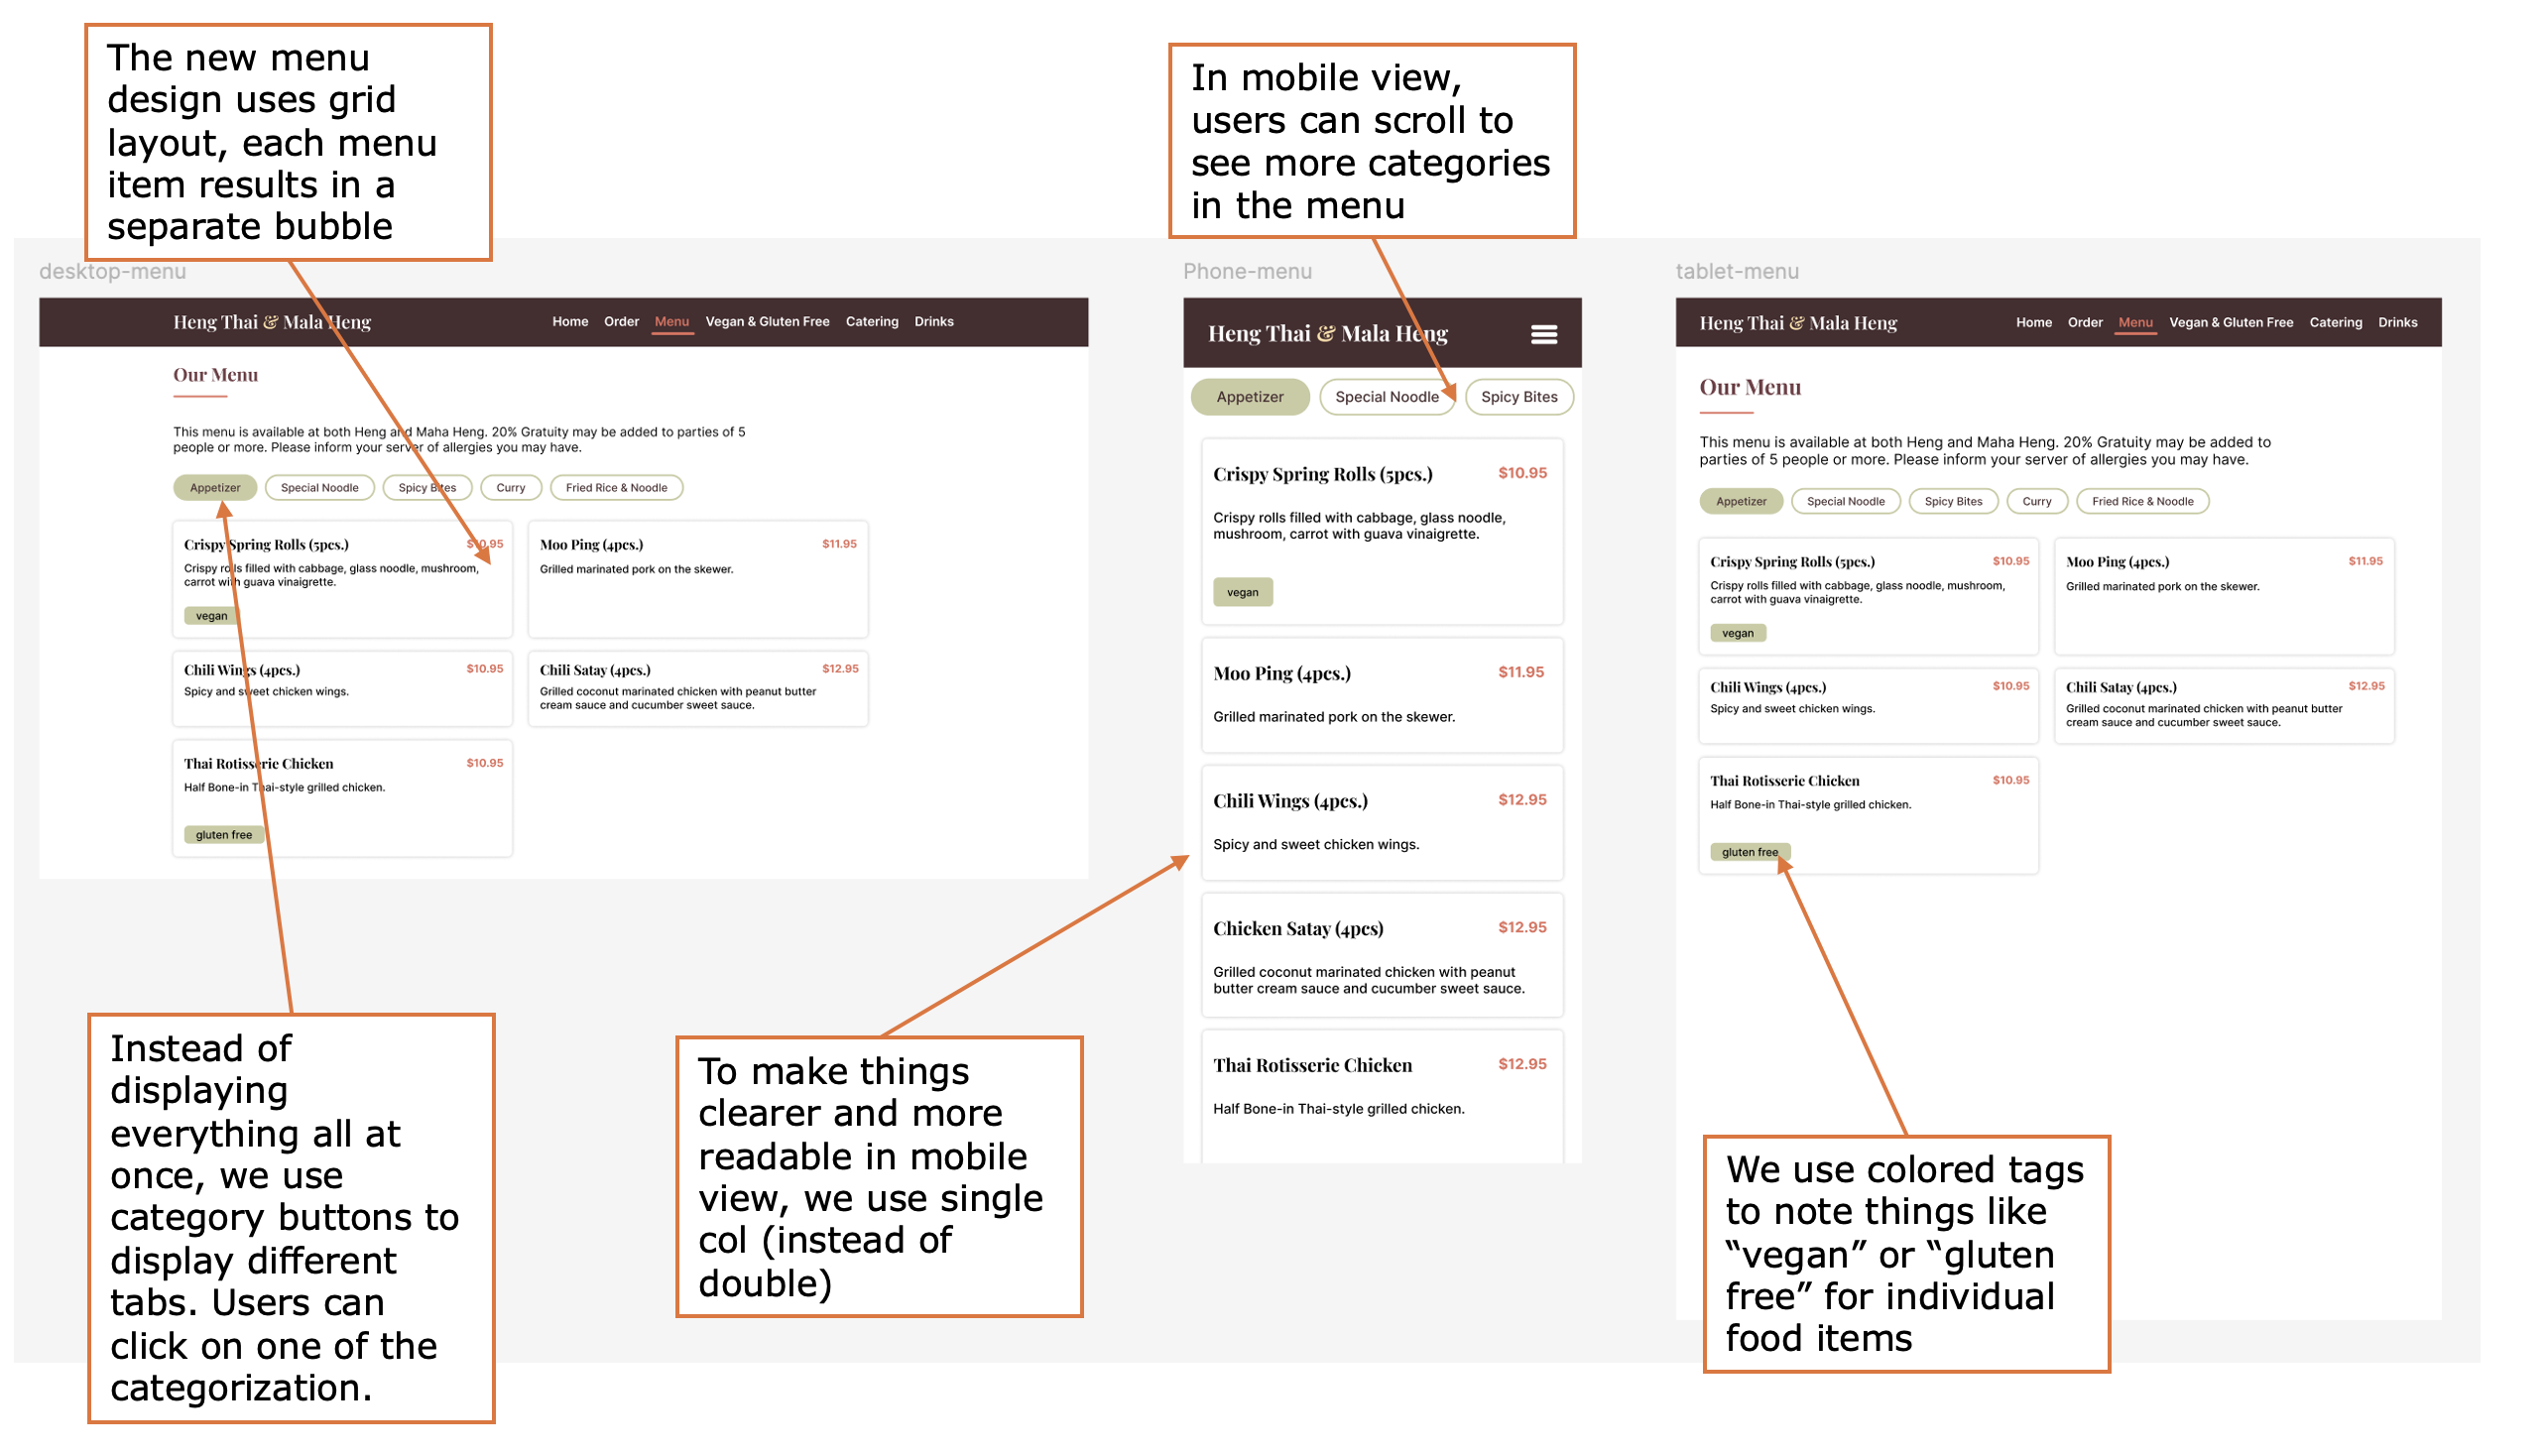 The new menu
design uses grid
layout, each menu
item results in a
separate bubble
In mobile view,
users can scroll to
see more categories
in the menu
desktop-menu
Heng Thai & Mala Heng
Home Order Menu Vegan & Gluten Free Catering Drinks
Our Menu
This menu is available at both Heng and Maha Heng. 20% Gratuity may be added to parties of 5
people or more. Please inform your server of allergies you may have.
Appetizer Special Noodle Spicy Bites Curry Fried Rice & Noodle
Crispy Spring Rolls (5pcs.) $10.95
Crispy rolls filled with cabbage, glass noodle, mushroom,
carrot with guava vinaigrette.
vegan
Moo Ping (4pcs.) $11.95
Grilled marinated pork on the skewer.
Chili Wings (4pcs.) $10.95
Spicy and sweet chicken wings.
Chili Satay (4pcs.) $12.95
Grilled coconut marinated chicken with peanut butter
cream sauce and cucumber sweet sauce.
Thai Rotisserie Chicken $10.95
Half Bone-in Thai-style grilled chicken.
gluten free
Phone-menu
Heng Thai & Mala Heng
Appetizer Special Noodle Spicy Bites
Crispy Spring Rolls (5pcs.) $10.95
Crispy rolls filled with cabbage, glass noodle,
mushroom, carrot with guava vinaigrette.
vegan
Moo Ping (4pcs.) $11.95
Grilled marinated pork on the skewer.
Chili Wings (4pcs.) $12.95
Spicy and sweet chicken wings.
Chicken Satay (4pcs) $12.95
Grilled coconut marinated chicken with peanut
butter cream sauce and cucumber sweet sauce.
Thai Rotisserie Chicken $12.95
Half Bone-in Thai-style grilled chicken.
tablet-menu
Heng Thai & Mala Heng
Home Order Menu Vegan & Gluten Free Catering Drinks
Our Menu
This menu is available at both Heng and Maha Heng. 20% Gratuity may be added to
parties of 5 people or more. Please inform your server of allergies you may have.
Appetizer Special Noodle Spicy Bites Curry Fried Rice & Noodle
Crispy Spring Rolls (5pcs.) $10.95
Crispy rolls filled with cabbage, glass noodle, mushroom,
carrot with guava vinaigrette.
vegan
Moo Ping (4pcs.) $11.95
Grilled marinated pork on the skewer.
Chili Wings (4pcs.) $10.95
Spicy and sweet chicken wings.
Chili Satay (4pcs.) $12.95
Grilled coconut marinated chicken with peanut butter
cream sauce and cucumber sweet sauce.
Thai Rotisserie Chicken $10.95
Half Bone-in Thai-style grilled chicken.
gluten free
Instead of
displaying
everything all at
once, we use
category buttons to
display different
tabs. Users can
click on one of the
categorization.
To make things
clearer and more
readable in mobile
view, we use single
col (instead of
double)
We use colored tags
to note things like
“vegan” or “gluten
free” for individual
food items